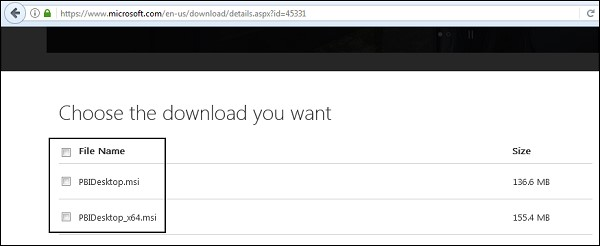 https://www.microsoft.com/en-us/download/details.aspx?id=45331
Choose the download you want
File Name Size
PBIDesktop.msi 136.6 MB
PBIDesktop_x64.msi 155.4 MB